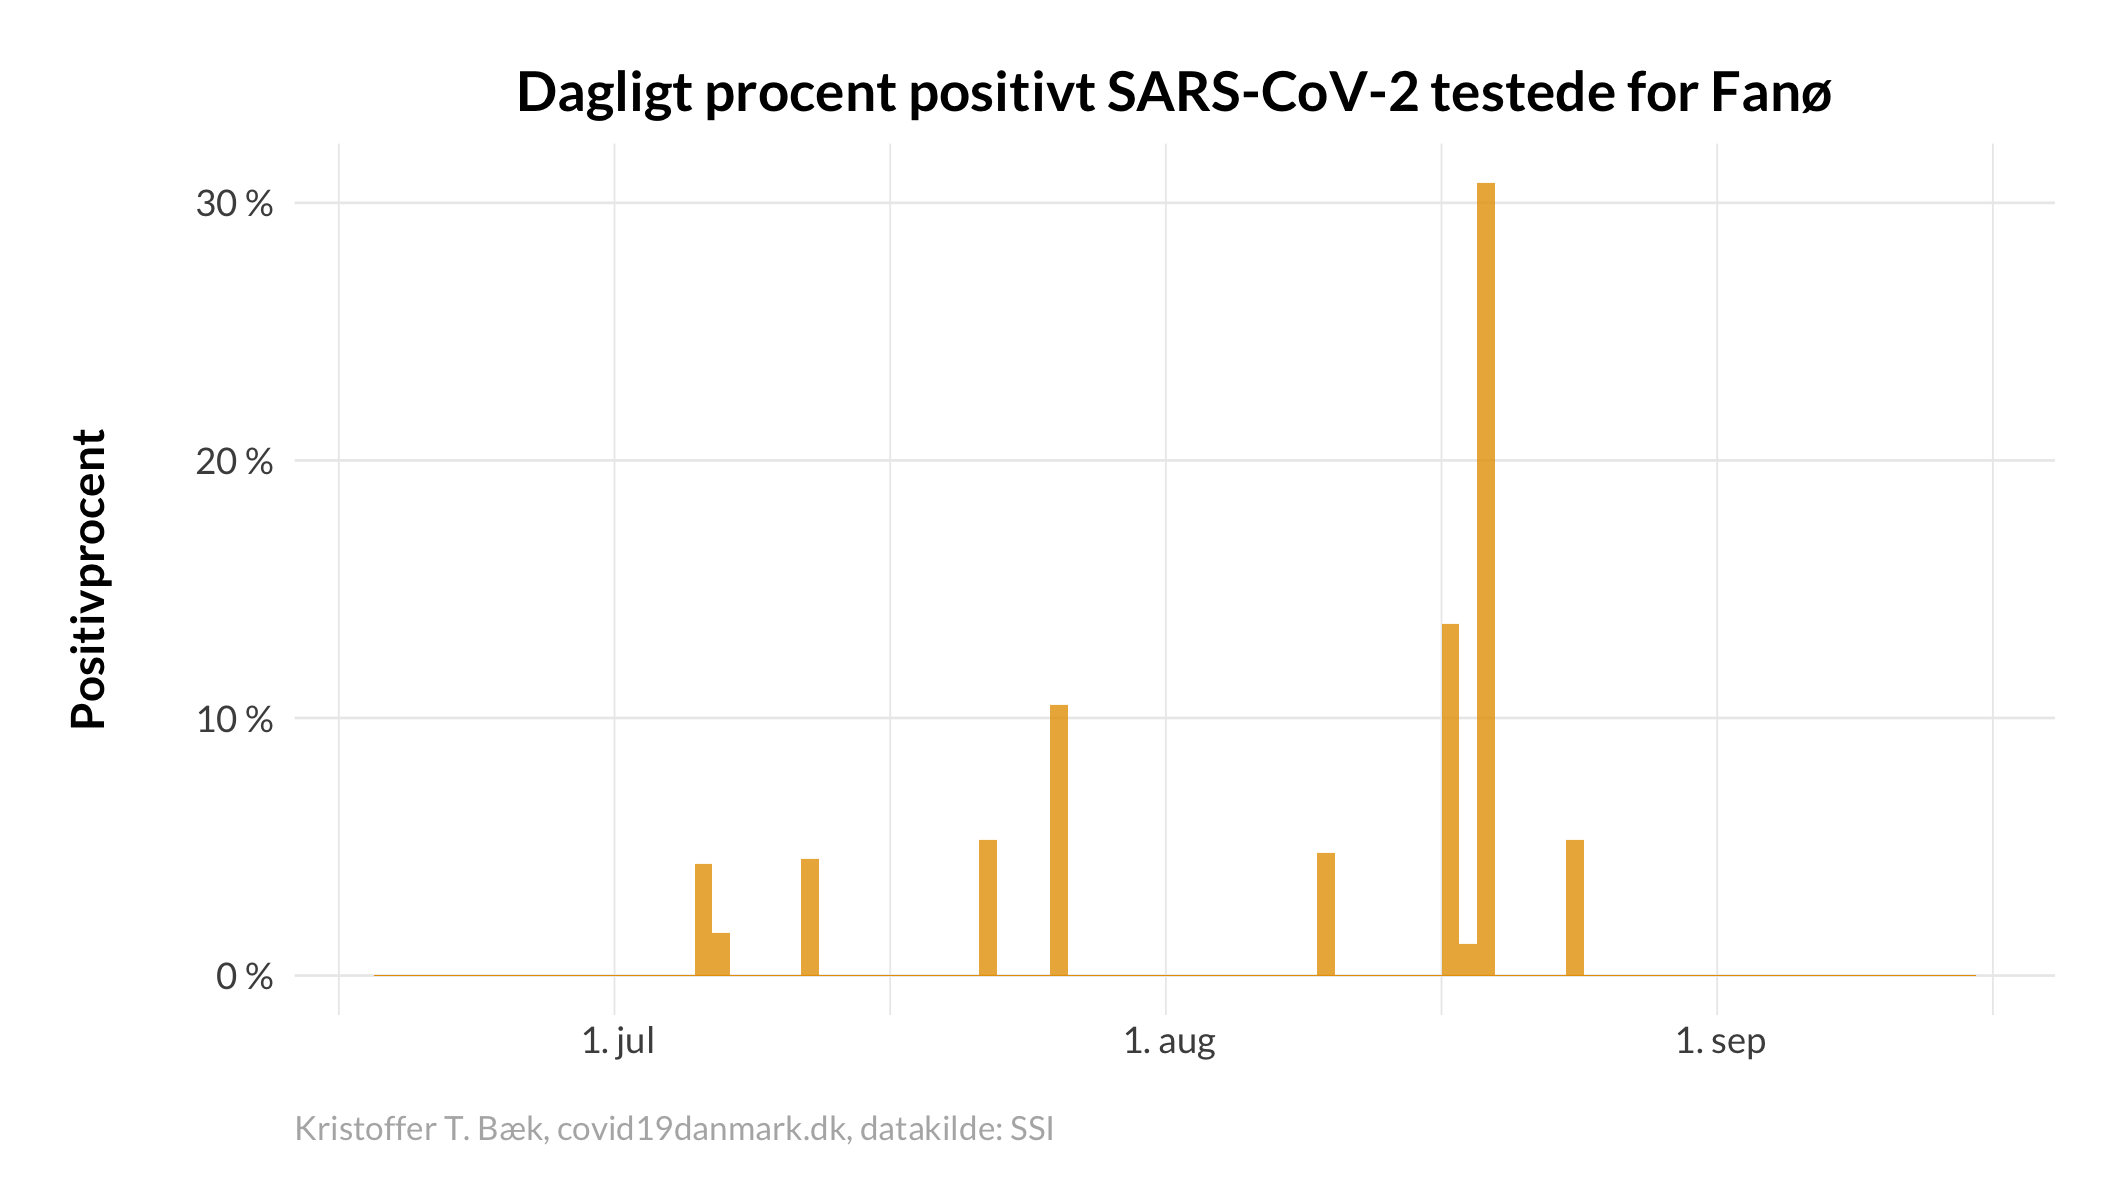 Dagligt procent positivt SARS-CoV-2 testede for Fanø
Positivprocent
30 %
20 %
10 %
0 %
1. jul
1. aug
1. sep
Kristoffer T. Bæk, covid19danmark.dk, datakilde: SSI